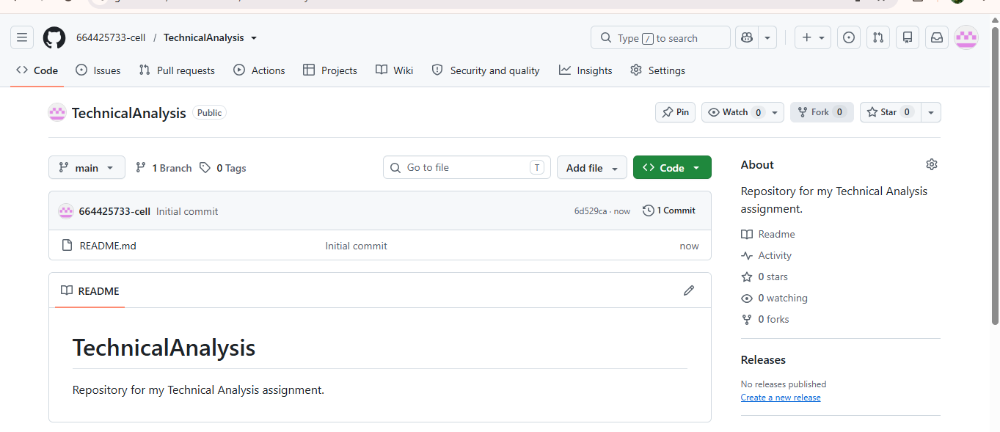 664425733-cell / TechnicalAnalysis
Type / to search
Code Issues Pull requests Actions Projects Wiki Security and quality Insights Settings
TechnicalAnalysis Public
Pin Watch 0 Fork 0 Star 0
main 1 Branch 0 Tags Go to file T Add file Code
664425733-cell Initial commit 6d529ca · now 1 Commit
README.md Initial commit now
README
TechnicalAnalysis
Repository for my Technical Analysis assignment.
About
Repository for my Technical Analysis
assignment.
Readme
Activity
0 stars
0 watching
0 forks
Releases
No releases published
Create a new release